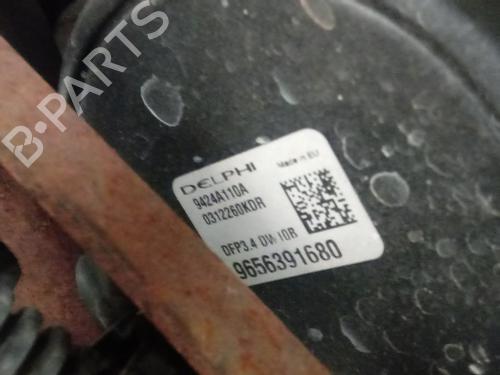 B-PARTS
DELPHI
Made in EU
9424A110A
0312260KDR
DFP3.4 DW10R
9656391680